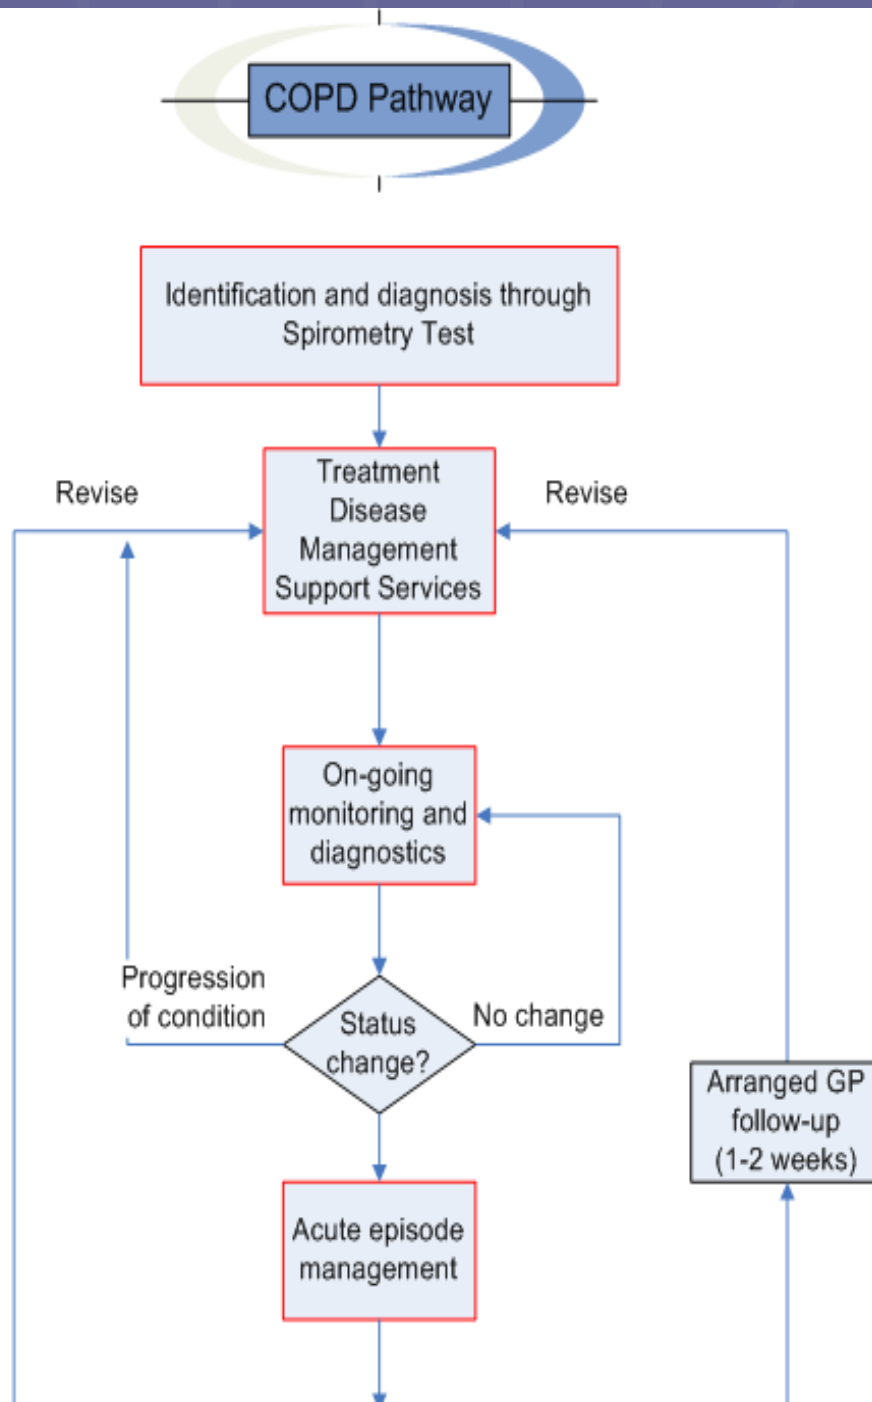 COPD Pathway
Identification and diagnosis through
Spirometry Test
Revise
Treatment
Disease
Management
Support Services
Revise
On-going
monitoring and
diagnostics
Progression
of condition
Status
change?
No change
Arranged GP
follow-up
(1-2 weeks)
Acute episode
management